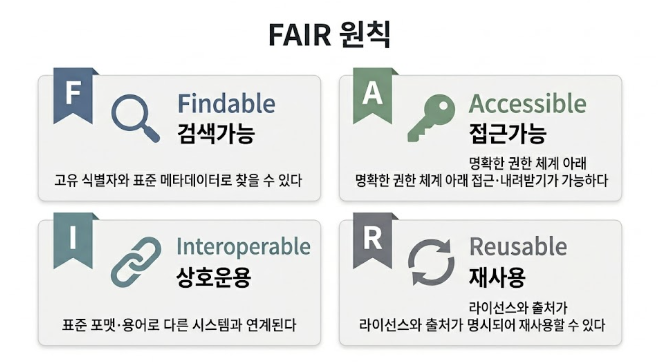 FAIR 원칙
F
Findable
검색가능
고유 식별자와 표준 메타데이터로 찾을 수 있다
A
Accessible
접근가능
명확한 권한 체계 아래
명확한 권한 체계 아래 접근·내려받기가 가능하다
I
Interoperable
상호운용
표준 포맷·용어로 다른 시스템과 연계된다
R
Reusable
재사용
라이선스와 출처가
라이선스와 출처가 명시되어 재사용할 수 있다